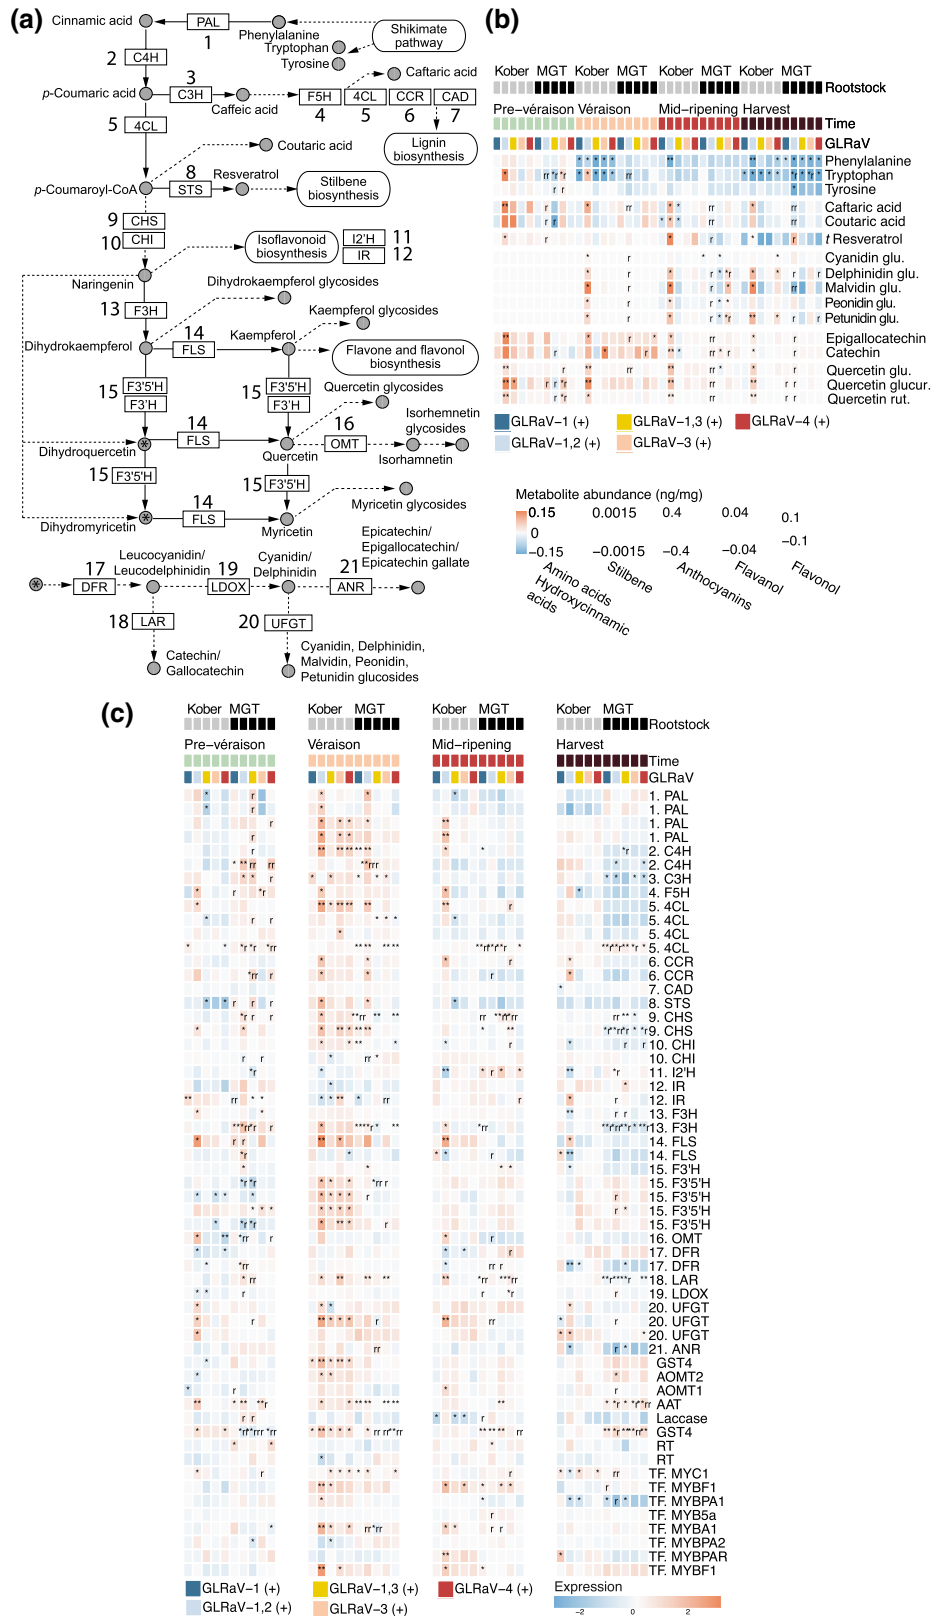 (a)
Cinnamic acid
PAL
1
Phenylalanine
Tryptophan
Tyrosine
Shikimate
pathway
2
C4H
p-Coumaric acid
3
C3H
Caffeic acid
Caftaric acid
F5H
4CL
CCR
CAD
4
5
6
7
Lignin
biosynthesis
5
4CL
Coutaric acid
p-Coumaroyl-CoA
8
STS
Resveratrol
Stilbene
biosynthesis
9
CHS
10
CHI
Isoflavonoid
biosynthesis
I2'H
11
IR
12
Naringenin
13
F3H
Dihydrokaempferol glycosides
Dihydrokaempferol
14
FLS
Kaempferol
Kaempferol glycosides
Flavone and flavonol
biosynthesis
15
F3'5'H
F3'H
15
F3'5'H
F3'H
Quercetin glycosides
Dihydroquercetin
14
FLS
Quercetin
16
OMT
Isorhemnetin
glycosides
Isorhamnetin
15
F3'5'H
15
F3'5'H
Dihydromyricetin
14
FLS
Myricetin
Myricetin glycosides
17
DFR
Leucocyanidin/
Leucodelphinidin
19
LDOX
Cyanidin/
Delphinidin
21
ANR
Epicatechin/
Epigallocatechin/
Epicatechin gallate
18
LAR
20
UFGT
Catechin/
Gallocatechin
Cyanidin, Delphinidin,
Malvidin, Peonidin,
Petunidin glucosides
(b)
Kober MGT Kober MGT Kober MGT Kober MGT
Rootstock
Pre−véraison Véraison Mid−ripening Harvest
Time
GLRaV
Phenylalanine
Tryptophan
Tyrosine
Caftaric acid
Coutaric acid
t Resveratrol
Cyanidin glu.
Delphinidin glu.
Malvidin glu.
Peonidin glu.
Petunidin glu.
Epigallocatechin
Catechin
Quercetin glu.
Quercetin glucur.
Quercetin rut.
GLRaV−1 (+) GLRaV−1,3 (+) GLRaV−4 (+)
GLRaV−1,2 (+) GLRaV−3 (+)
Metabolite abundance (ng/mg)
0.15 0.0015 0.4 0.04 0.1
0
−0.15 −0.0015 −0.4 −0.04 −0.1
Amino acids
Hydroxycinnamic
acids
Stilbene
Anthocyanins
Flavanol
Flavonol
(c)
Kober MGT Kober MGT Kober MGT Kober MGT
Rootstock
Pre−véraison Véraison Mid−ripening Harvest
Time
GLRaV
1. PAL
1. PAL
1. PAL
1. PAL
2. C4H
2. C4H
3. C3H
4. F5H
5. 4CL
5. 4CL
5. 4CL
5. 4CL
6. CCR
6. CCR
7. CAD
8. STS
9. CHS
9. CHS
10. CHI
10. CHI
11. I2'H
12. IR
12. IR
13. F3H
13. F3H
14. FLS
14. FLS
15. F3'H
15. F3'5'H
15. F3'5'H
15. F3'5'H
15. F3'5'H
16. OMT
17. DFR
17. DFR
18. LAR
19. LDOX
20. UFGT
20. UFGT
20. UFGT
21. ANR
GST4
AOMT2
AOMT1
AAT
Laccase
GST4
RT
RT
TF. MYC1
TF. MYBF1
TF. MYBPA1
TF. MYB5a
TF. MYBA1
TF. MYBPA2
TF. MYBPAR
TF. MYBF1
GLRaV−1 (+) GLRaV−1,3 (+) GLRaV−4 (+)
GLRaV−1,2 (+) GLRaV−3 (+)
Expression
−2 0 2